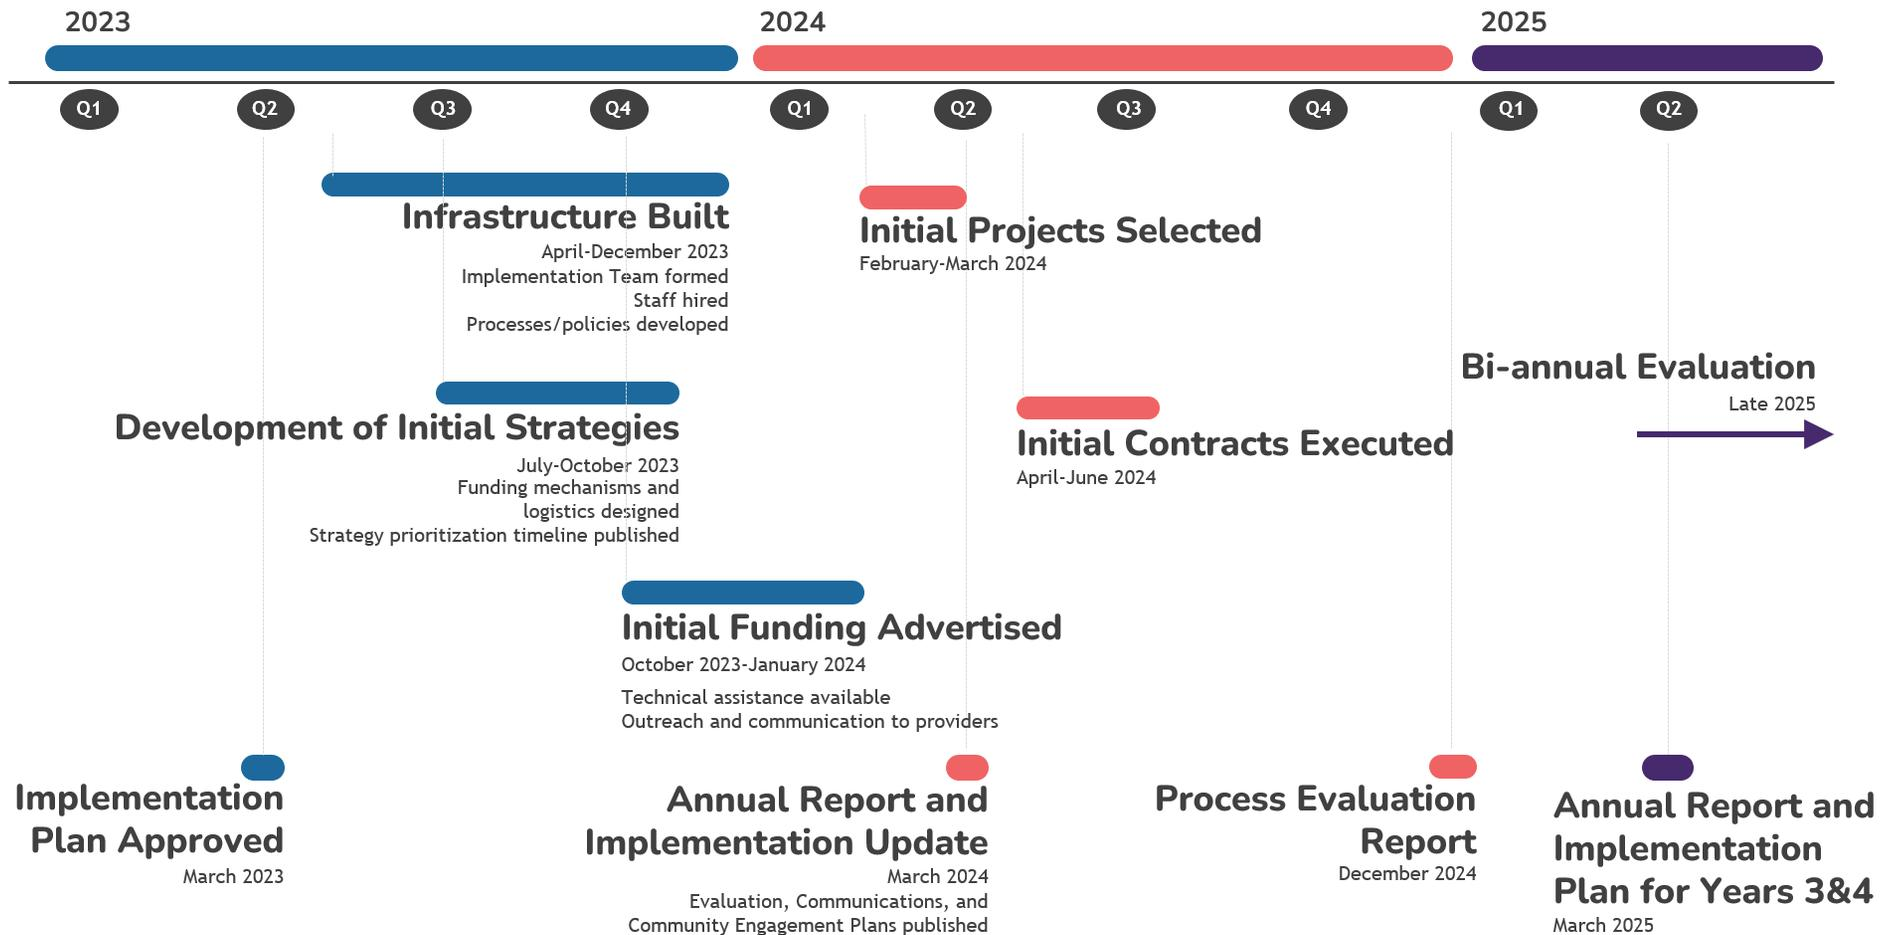 2023
2024
2025
Q1
Q2
Q3
Q4
Q1
Q2
Q3
Q4
Q1
Q2
Infrastructure Built
April-December 2023
Implementation Team formed
Staff hired
Processes/policies developed
Initial Projects Selected
February-March 2024
Development of Initial Strategies
July-October 2023
Funding mechanisms and
logistics designed
Strategy prioritization timeline published
Initial Contracts Executed
April-June 2024
Bi-annual Evaluation
Late 2025
Initial Funding Advertised
October 2023-January 2024
Technical assistance available
Outreach and communication to providers
Implementation
Plan Approved
March 2023
Annual Report and
Implementation Update
March 2024
Evaluation, Communications, and
Community Engagement Plans published
Process Evaluation
Report
December 2024
Annual Report and
Implementation
Plan for Years 3&4
March 2025